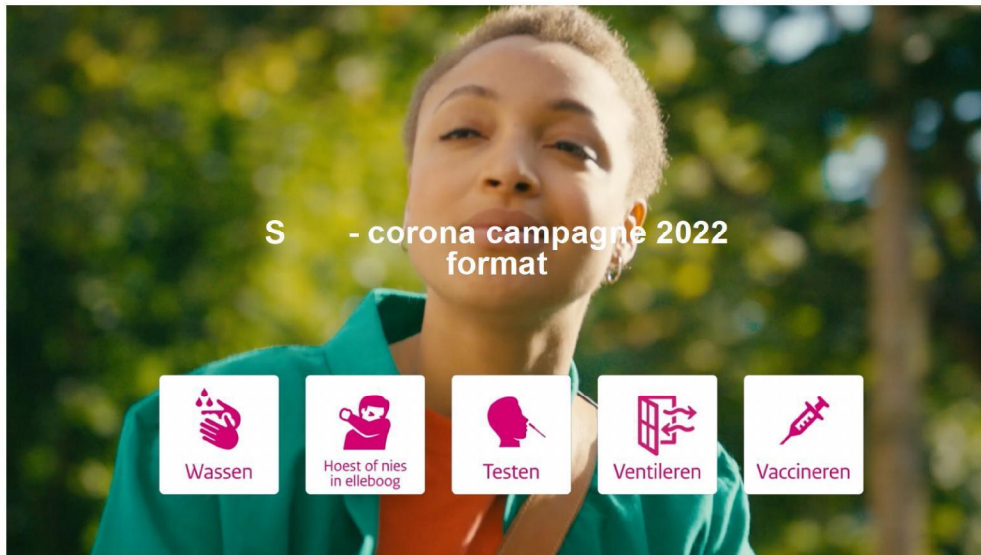 S - corona campagne 2022
format
Wassen
Hoest of nies
in elleboog
Testen
Ventileren
Vaccineren